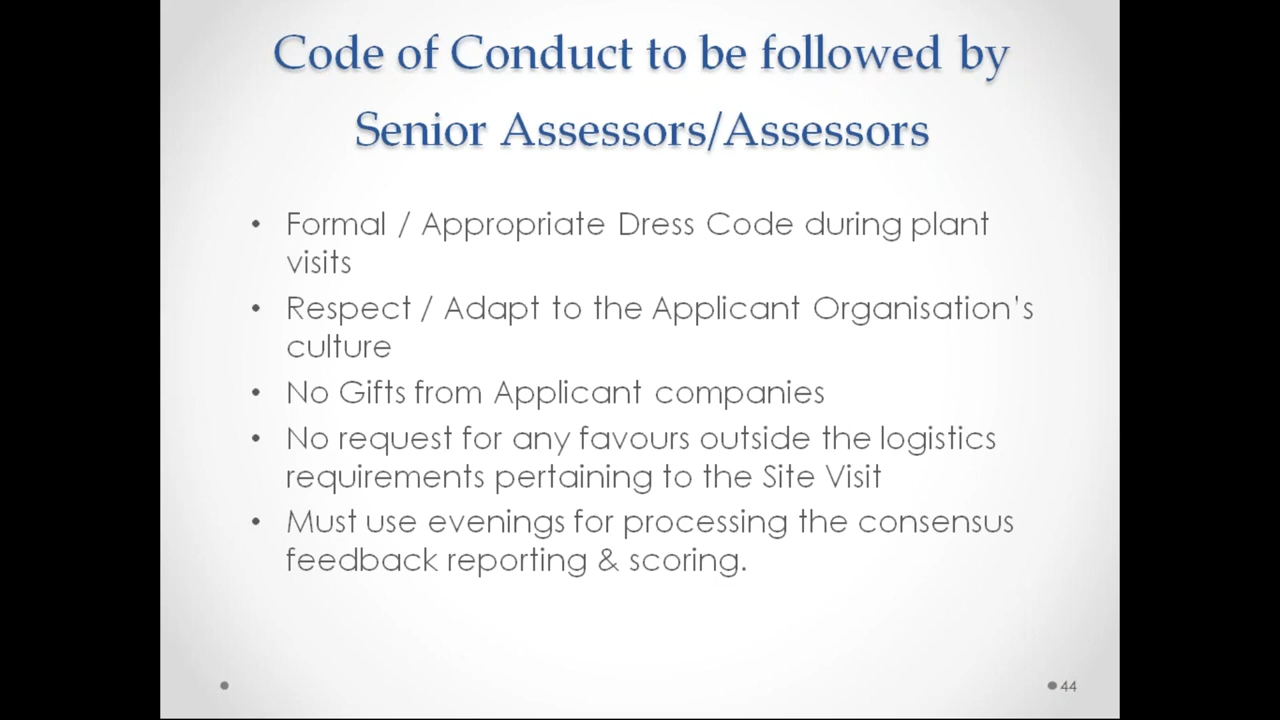 Code of Conduct to be followed by
Senior Assessors/Assessors
• Formal / Appropriate Dress Code during plant
visits
• Respect / Adapt to the Applicant Organisation's
culture
• No Gifts from Applicant companies
• No request for any favours outside the logistics
requirements pertaining to the Site Visit
• Must use evenings for processing the consensus
feedback reporting & scoring.
44